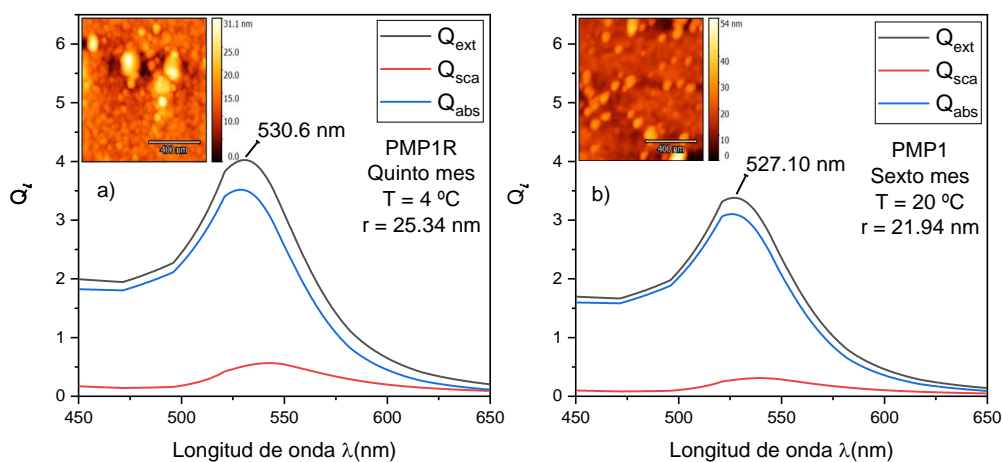 31.1 nm
25.0
20.0
15.0
10.0
0.0
400 nm
Q_ext
Q_sca
Q_abs
530.6 nm
PMP1R
Quinto mes
T = 4 ºC
r = 25.34 nm
a)
Q_i
6
5
4
3
2
1
0
450 500 550 600 650
Longitud de onda λ(nm)
54 nm
40
30
20
10
0
400 nm
Q_ext
Q_sca
Q_abs
527.10 nm
PMP1
Sexto mes
T = 20 ºC
r = 21.94 nm
b)
Q_i
6
5
4
3
2
1
0
450 500 550 600 650
Longitud de onda λ(nm)